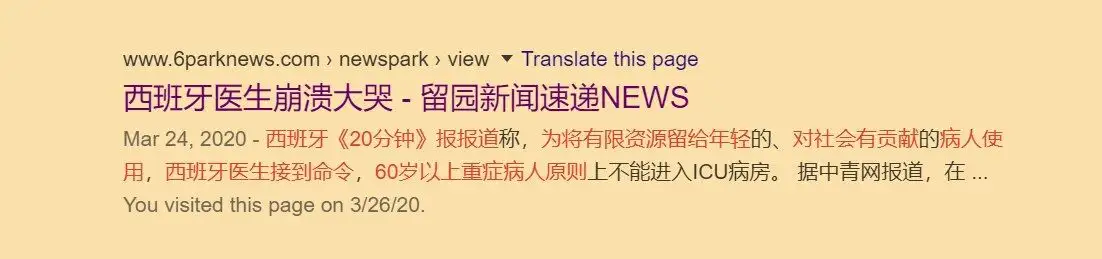 www.6parknews.com › newspark › view ▼ Translate this page
西班牙医生崩溃大哭 - 留园新闻速递NEWS
Mar 24, 2020 - 西班牙《20分钟》报报道称，为将有限资源留给年轻的、对社会有贡献的病人使
用，西班牙医生接到命令，60岁以上重症病人原则上不能进入ICU病房。 据中青网报道，在 ...
You visited this page on 3/26/20.